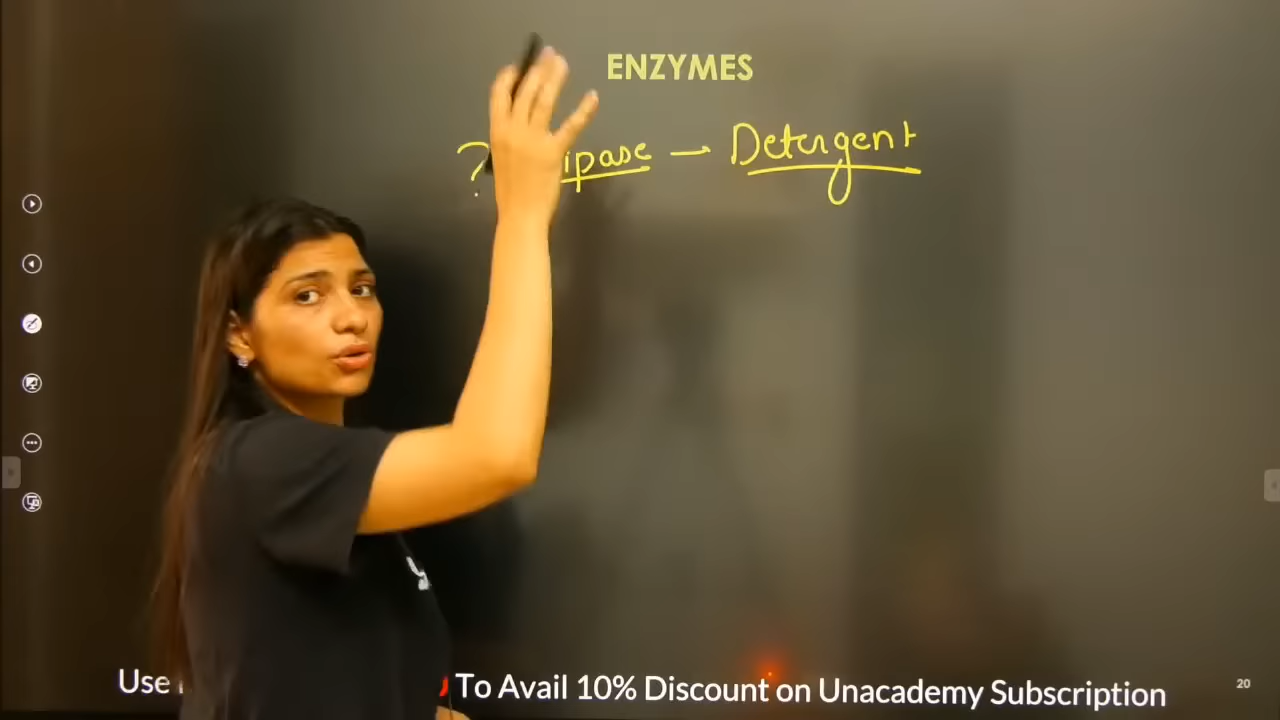 ENZYMES
? ipase → Detergent
Use To Avail 10% Discount on Unacademy Subscription
20